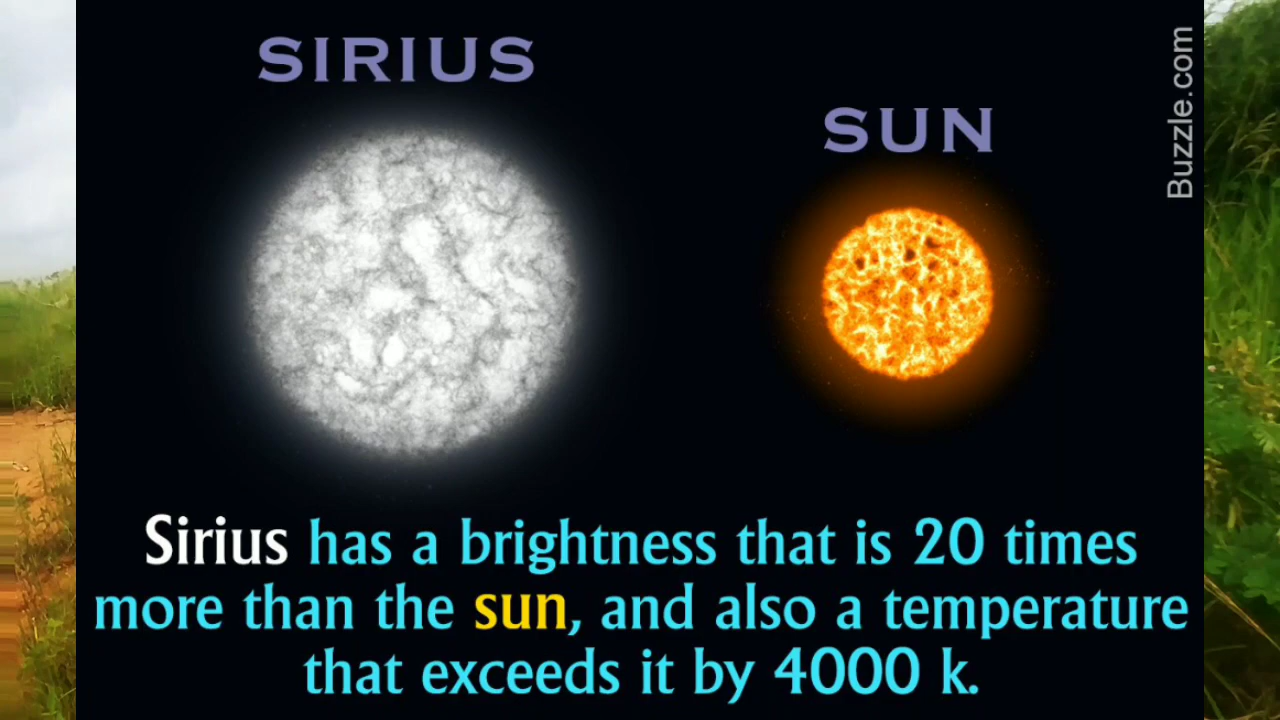 SIRIUS
SUN
Buzzle.com
Sirius has a brightness that is 20 times
more than the sun, and also a temperature
that exceeds it by 4000 k.